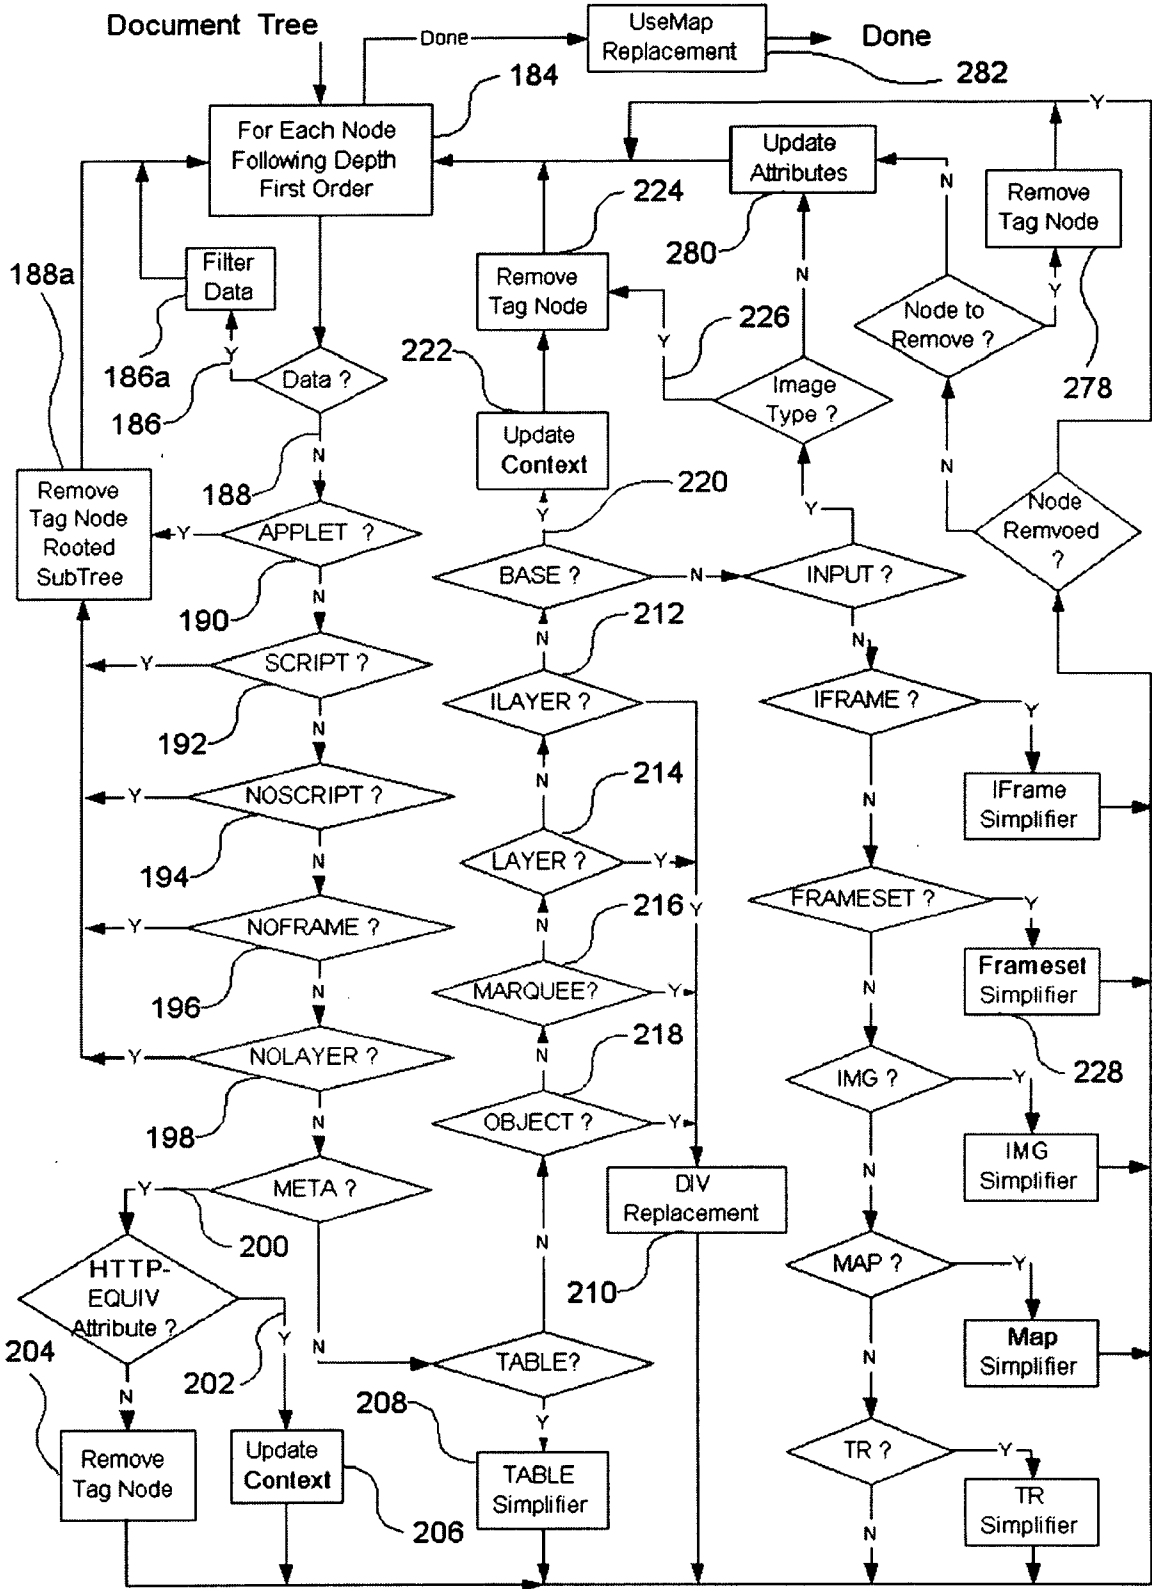 Document Tree
Done
UseMap
Replacement
Done
282
184
For Each Node
Following Depth
First Order
Y
Update
Attributes
N
Remove
Tag Node
224
280
278
188a
Filter
Data
186a
Y
186
Data ?
Remove
Tag Node
226
Y
N
Node to
Remove ?
Y
222
Image
Type ?
Update
Context
N
188
N
Remove
Tag Node
Rooted
SubTree
Y
APPLET ?
190
N
220
Y
Y
Node
Remvoed
?
BASE ?
N
INPUT ?
212
N
N
Y
SCRIPT ?
192
N
ILAYER ?
IFRAME ?
Y
214
N
N
IFrame
Simplifier
Y
NOSCRIPT ?
194
N
LAYER ?
Y
216
Y
N
FRAMESET ?
Y
Y
NOFRAME ?
196
N
MARQUEE?
Y
Frameset
Simplifier
228
218
N
N
Y
NOLAYER ?
198
N
OBJECT ?
Y
IMG ?
Y
IMG
Simplifier
N
META ?
Y
200
DIV
Replacement
210
N
MAP ?
Y
Map
Simplifier
HTTP-
EQUIV
Attribute ?
Y
202
204
N
N
TABLE?
N
208
Y
TR ?
Y
Remove
Tag Node
Update
Context
206
TABLE
Simplifier
TR
Simplifier
N